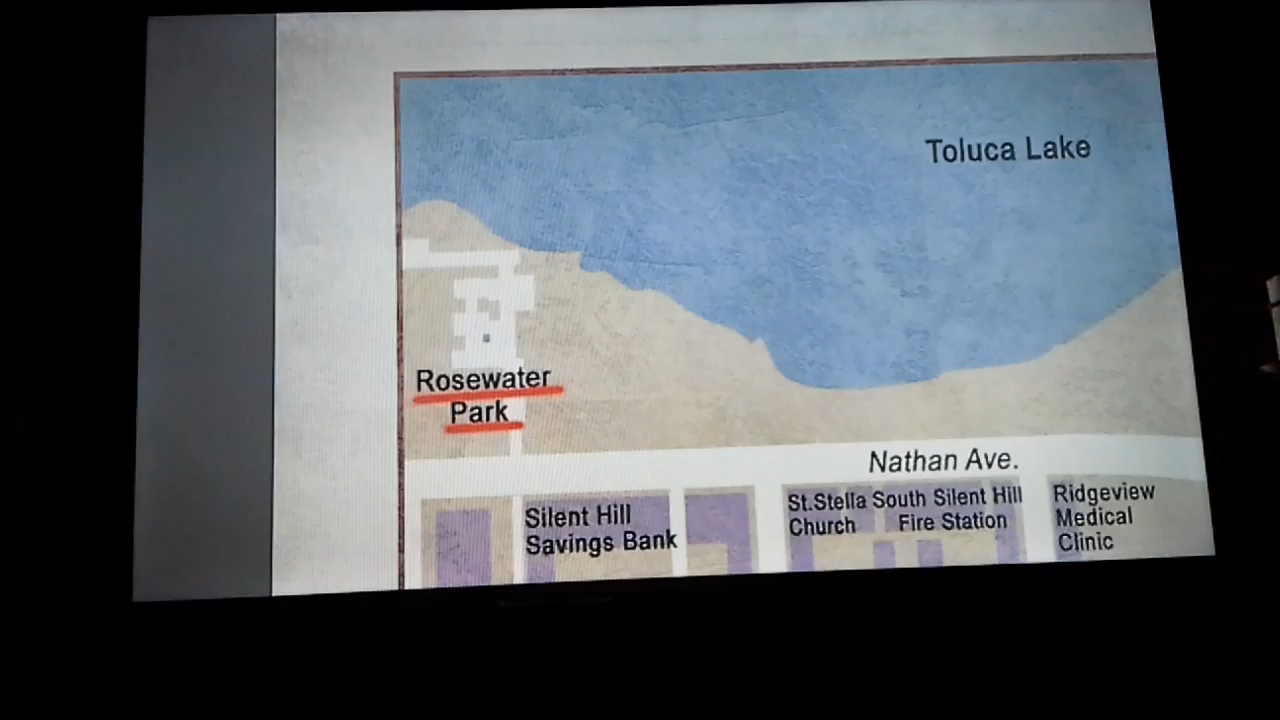 Toluca Lake
Rosewater
Park
Nathan Ave.
Silent Hill
Savings Bank
St.Stella
Church
South Silent Hill
Fire Station
Ridgeview
Medical
Clinic